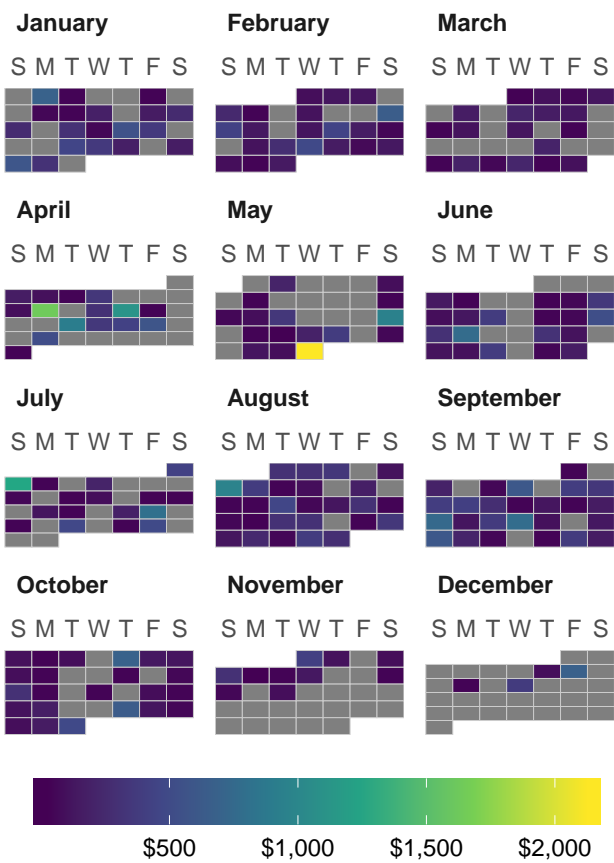 January February March
S M T W T F S S M T W T F S S M T W T F S
April May June
S M T W T F S S M T W T F S S M T W T F S
July August September
S M T W T F S S M T W T F S S M T W T F S
October November December
S M T W T F S S M T W T F S S M T W T F S
$500 $1,000 $1,500 $2,000